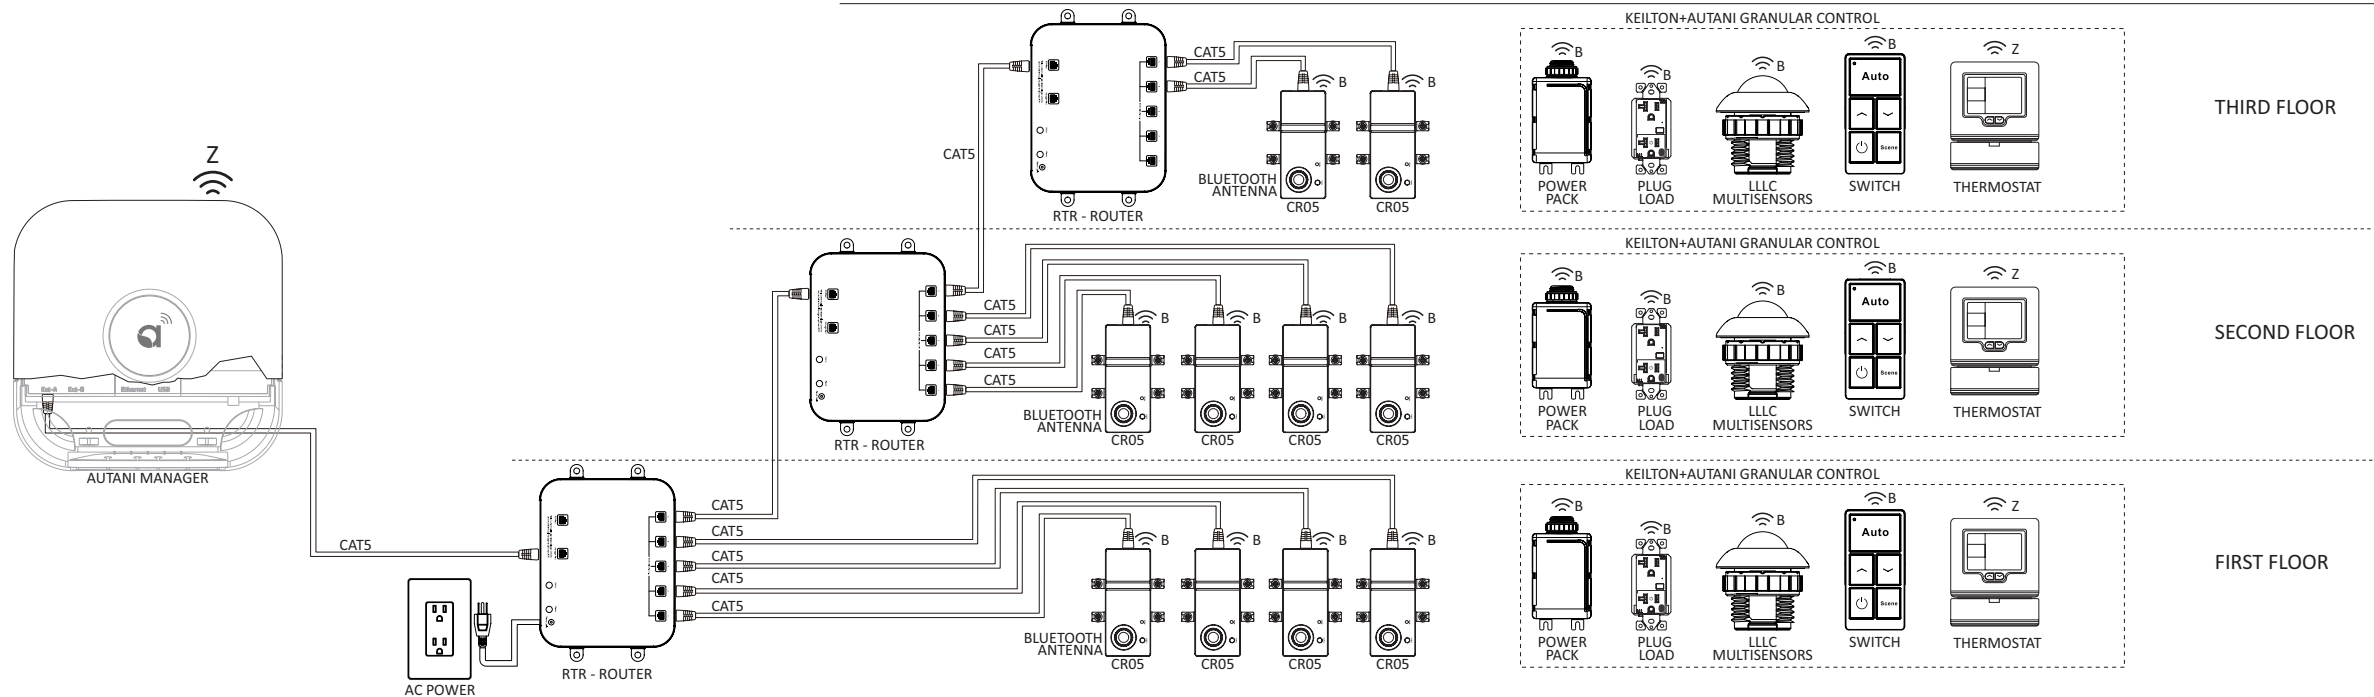 KEILTON+AUTANI GRANULAR CONTROL
CAT5
CAT5
B
B
B
B
B
B
Z
Auto
Scene
THIRD FLOOR
CAT5
BLUETOOTH
ANTENNA
CR05
CR05
RTR - ROUTER
POWER
PACK
PLUG
LOAD
LLLC
MULTISENSORS
SWITCH
THERMOSTAT
Z
a
Ext-A
Ext-B
Ethernet
USB
AUTANI MANAGER
KEILTON+AUTANI GRANULAR CONTROL
CAT5
CAT5
CAT5
CAT5
B
B
B
B
B
B
B
B
Z
Auto
Scene
SECOND FLOOR
BLUETOOTH
ANTENNA
CR05
CR05
CR05
CR05
RTR - ROUTER
POWER
PACK
PLUG
LOAD
LLLC
MULTISENSORS
SWITCH
THERMOSTAT
KEILTON+AUTANI GRANULAR CONTROL
CAT5
CAT5
CAT5
CAT5
CAT5
CAT5
B
B
B
B
B
B
B
B
Z
Auto
Scene
FIRST FLOOR
BLUETOOTH
ANTENNA
CR05
CR05
CR05
CR05
RTR - ROUTER
AC POWER
POWER
PACK
PLUG
LOAD
LLLC
MULTISENSORS
SWITCH
THERMOSTAT